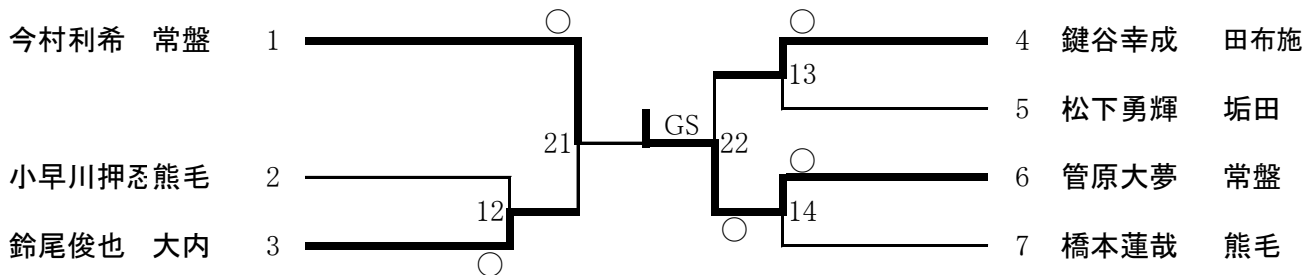 今村利希 常盤 1
4 鍵谷幸成 田布施
13
5 松下勇輝 垢田
21 GS 22
小早川押 熊毛 2
6 管原大夢 常盤
12
14
鈴尾俊也 大内 3
7 橋本蓮哉 熊毛